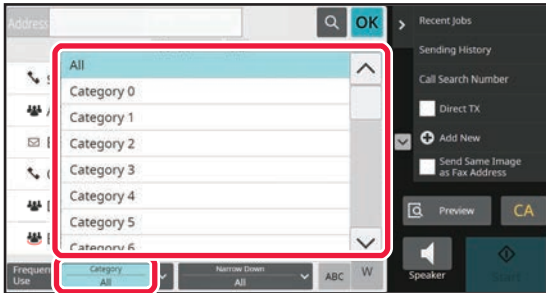 Address
OK
Recent Jobs
Sending History
Call Search Number
Direct TX
Add New
Send Same Image
as Fax Address
All
Category 0
Category 1
Category 2
Category 3
Category 4
Category 5
Category 6
Preview
CA
Frequent
Use
Category
All
Narrow Down
All
ABC
W
Speaker
Start